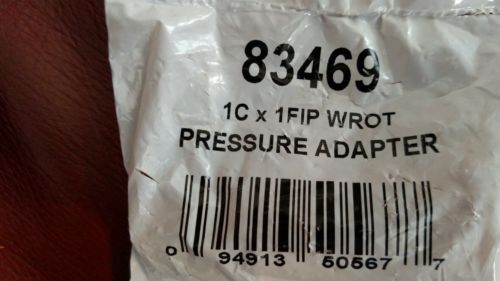 83469
1C x 1FIP WROT
PRESSURE ADAPTER
0 94913 50567 7